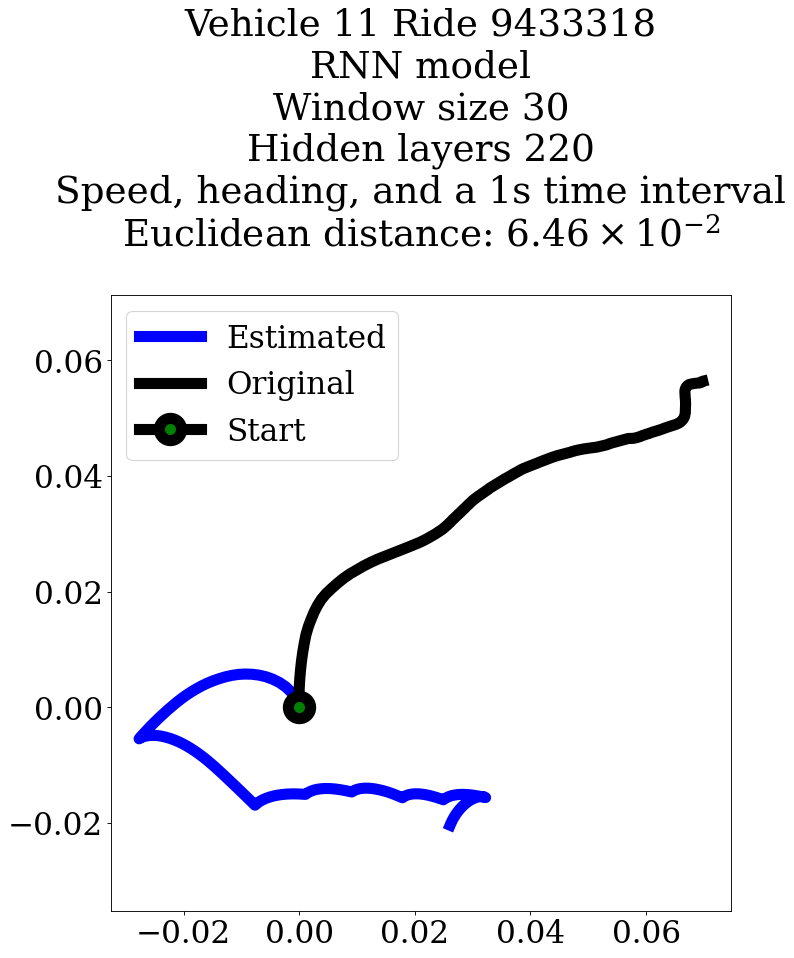 Vehicle 11 Ride 9433318
RNN model
Window size 30
Hidden layers 220
Speed, heading, and a 1s time interval
Euclidean distance: 6.46 × 10⁻²
Estimated
Original
Start
0.06
0.04
0.02
0.00
−0.02
−0.02 0.00 0.02 0.04 0.06